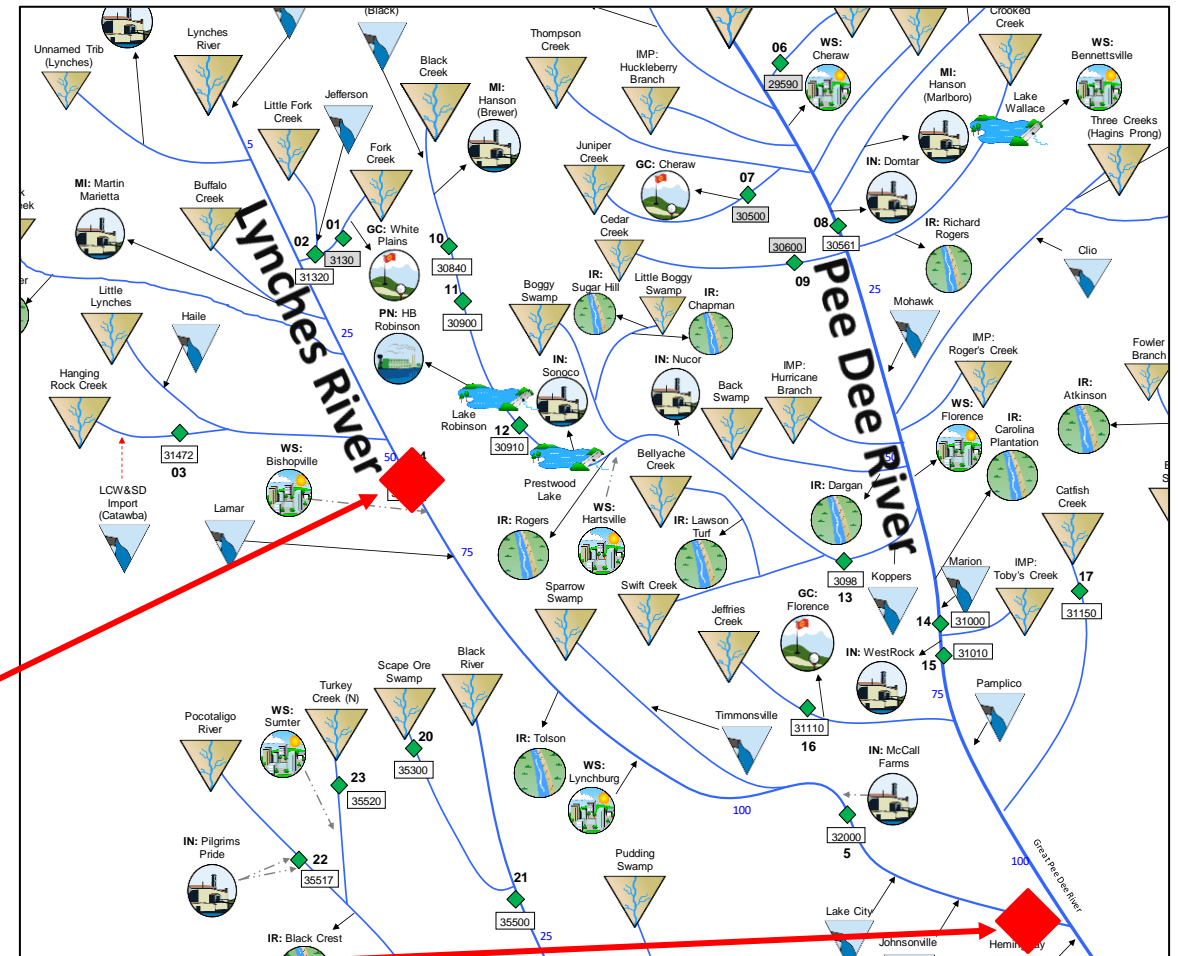 (Black)
Unnamed Trib
(Lynches)
Lynches
River
Black
Creek
Little Fork
Creek
Jefferson
Fork
Creek
MI:
Hanson
(Brewer)
Thompson
Creek
IMP:
Huckleberry
Branch
06
29590
WS:
Cheraw
Crooked
Creek
WS:
Bennettsville
MI:
Hanson
(Marlboro)
Lake
Wallace
Three Creeks
(Hagins Prong)
5
MI: Martin
Marietta
Buffalo
Creek
02
01
3130
31320
GC: White
Plains
10
30840
11
30900
Juniper
Creek
GC: Cheraw
07
30500
IN: Domtar
08
30561
IR: Richard
Rogers
Cedar
Creek
30600
09
25
Clio
Lynches River
Pee Dee River
Little
Lynches
Haile
25
PN: HB
Robinson
Boggy
Swamp
IR:
Sugar Hill
Little Boggy
Swamp
IR:
Chapman
Mohawk
IMP:
Roger's Creek
Fowler
Branch
Hanging
Rock Creek
31472
03
Lake
Robinson
IN:
Sonoco
IN: Nucor
Back
Swamp
IMP:
Hurricane
Branch
WS:
Florence
IR:
Carolina
Plantation
IR:
Atkinson
12
30910
Prestwood
Lake
Bellyache
Creek
50
50
WS:
Bishopville
LCW&SD
Import
(Catawba)
Lamar
75
IR: Rogers
WS:
Hartsville
IR: Lawson
Turf
IR: Dargan
3098
13
Koppers
Catfish
Creek
Marion
IMP:
Toby's Creek
17
31150
Sparrow
Swamp
Swift Creek
Jeffries
Creek
GC:
Florence
14
31000
15
31010
IN: WestRock
75
Pamplico
Pocotaligo
River
WS:
Sumter
Turkey
Creek (N)
Scape Ore
Swamp
Black
River
20
35300
23
35520
IR: Tolson
WS:
Lynchburg
Timmonsville
31110
16
IN: McCall
Farms
100
32000
5
IN: Pilgrims
Pride
22
35517
21
35500
25
IR: Black Crest
Pudding
Swamp
Lake City
Johnsonville
100
Great Pee Dee River